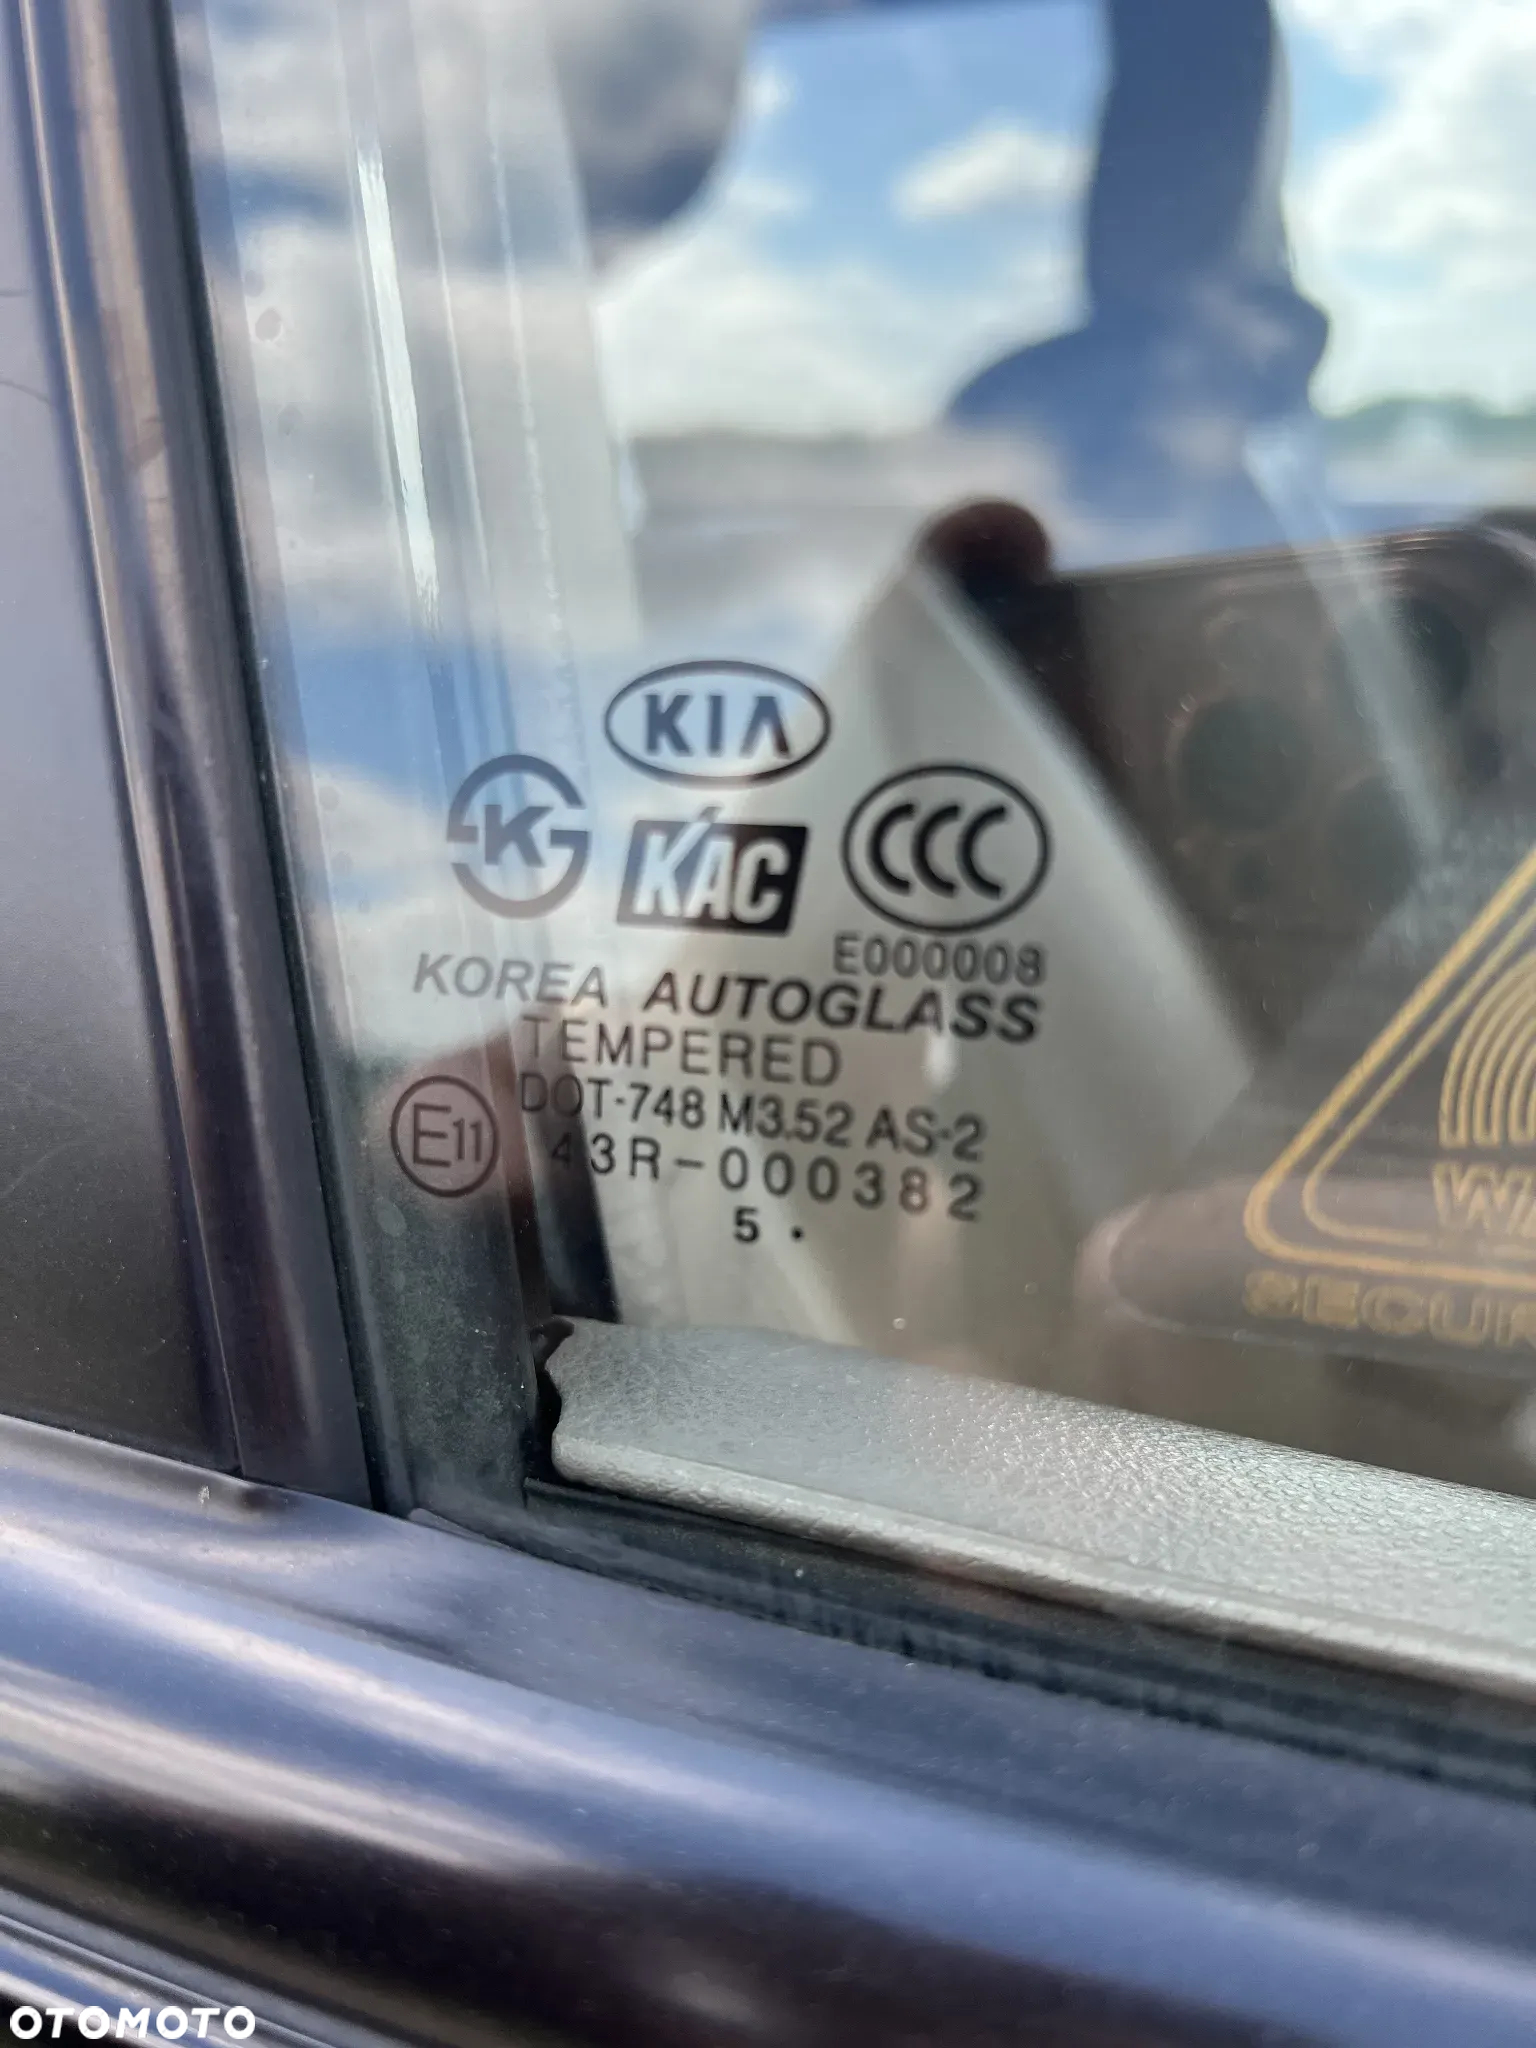 KIA
K
KAC
CCC
E000008
KOREA AUTOGLASS
TEMPERED
E11
DOT-748 M3.52 AS-2
43R-000382
5 .
OTOMOTO